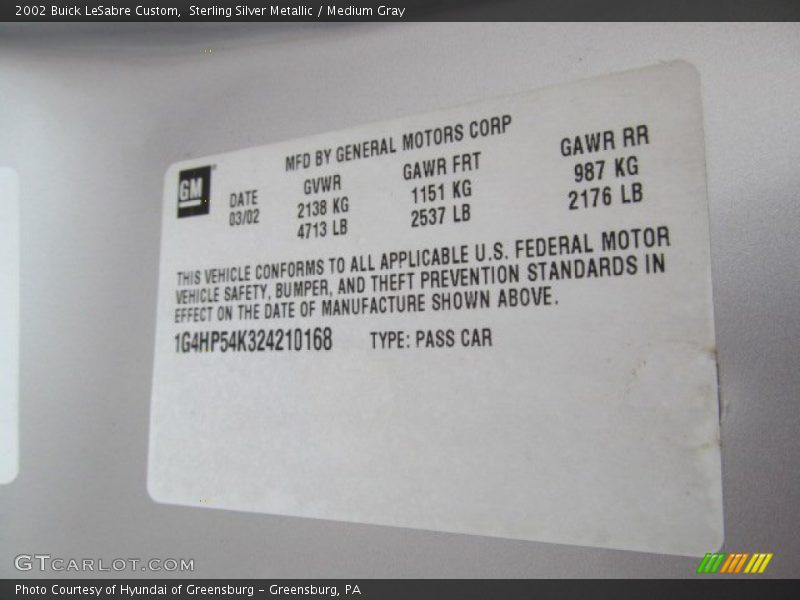 2002 Buick LeSabre Custom,  Sterling Silver Metallic / Medium Gray
GM
MFD BY GENERAL MOTORS CORP
DATE GVWR GAWR FRT GAWR RR
03/02 2138 KG 1151 KG 987 KG
4713 LB 2537 LB 2176 LB
THIS VEHICLE CONFORMS TO ALL APPLICABLE U.S. FEDERAL MOTOR
VEHICLE SAFETY, BUMPER, AND THEFT PREVENTION STANDARDS IN
EFFECT ON THE DATE OF MANUFACTURE SHOWN ABOVE.
1G4HP54K324210168 TYPE: PASS CAR
GTCARLOT.COM
Photo Courtesy of Hyundai of Greensburg - Greensburg, PA